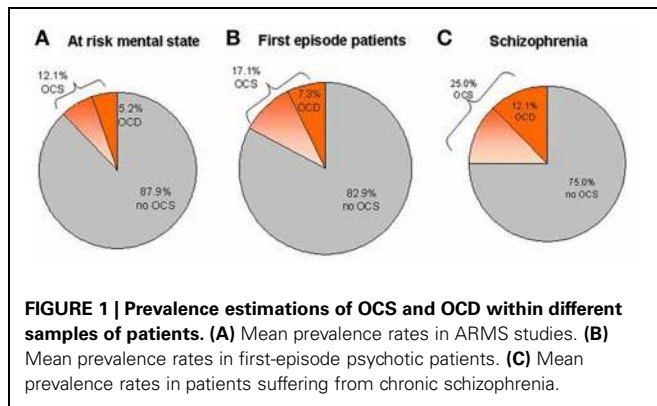 A At risk mental state
12.1%
OCS
5.2%
OCD
87.9%
no OCS
B First episode patients
17.1%
OCS
7.3%
OCD
82.9%
no OCS
C Schizophrenia
25.0%
OCS
12.1%
OCD
75.0%
no OCS
FIGURE 1 | Prevalence estimations of OCS and OCD within different
samples of patients. (A) Mean prevalence rates in ARMS studies. (B)
Mean prevalence rates in first-episode psychotic patients. (C) Mean
prevalence rates in patients suffering from chronic schizophrenia.